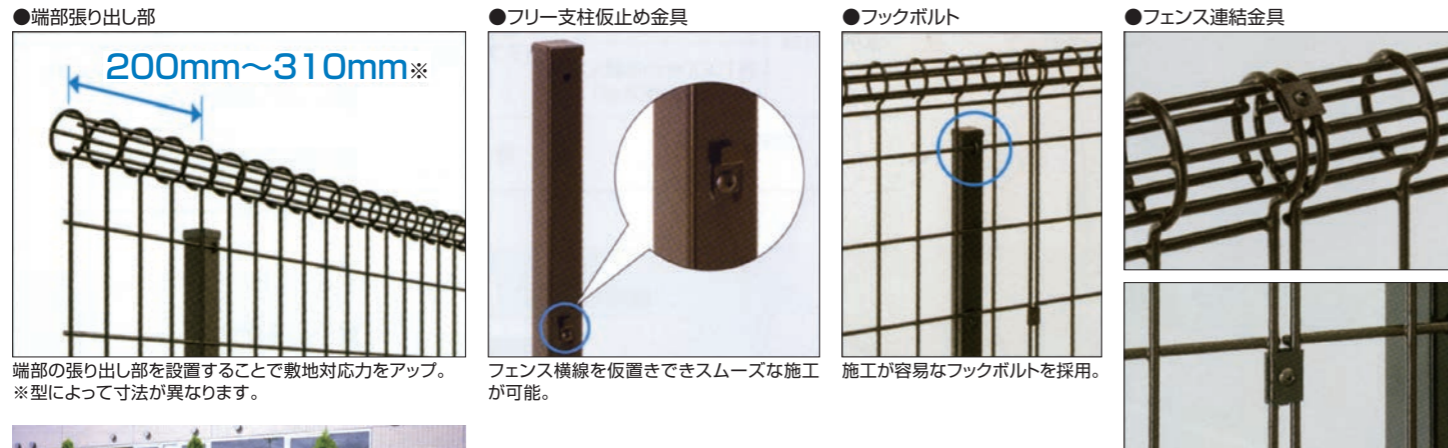 ●端部張り出し部
200mm〜310mm※
端部の張り出し部を設置することで敷地対応力をアップ。
※型によって寸法が異なります。
●フリー支柱仮止め金具
フェンス横線を仮置きできスムーズな施工
が可能。
●フックボルト
施工が容易なフックボルトを採用。
●フェンス連結金具